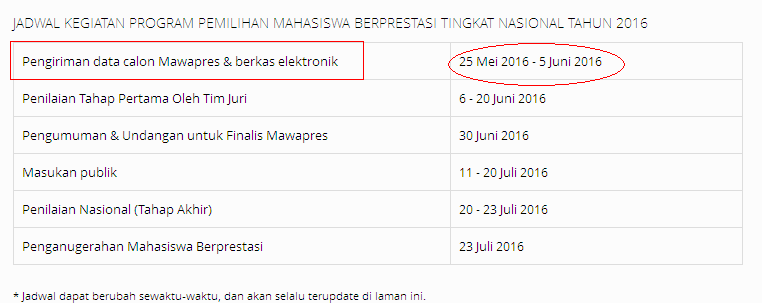 JADWAL KEGIATAN PROGRAM PEMILIHAN MAHASISWA BERPRESTASI TINGKAT NASIONAL TAHUN 2016
Pengiriman data calon Mawapres & berkas elektronik 25 Mei 2016 - 5 Juni 2016
Penilaian Tahap Pertama Oleh Tim Juri 6 - 20 Juni 2016
Pengumuman & Undangan untuk Finalis Mawapres 30 Juni 2016
Masukan publik 11 - 20 Juli 2016
Penilaian Nasional (Tahap Akhir) 20 - 23 Juli 2016
Penganugerahan Mahasiswa Berprestasi 23 Juli 2016
* Jadwal dapat berubah sewaktu-waktu, dan akan selalu terupdate di laman ini.